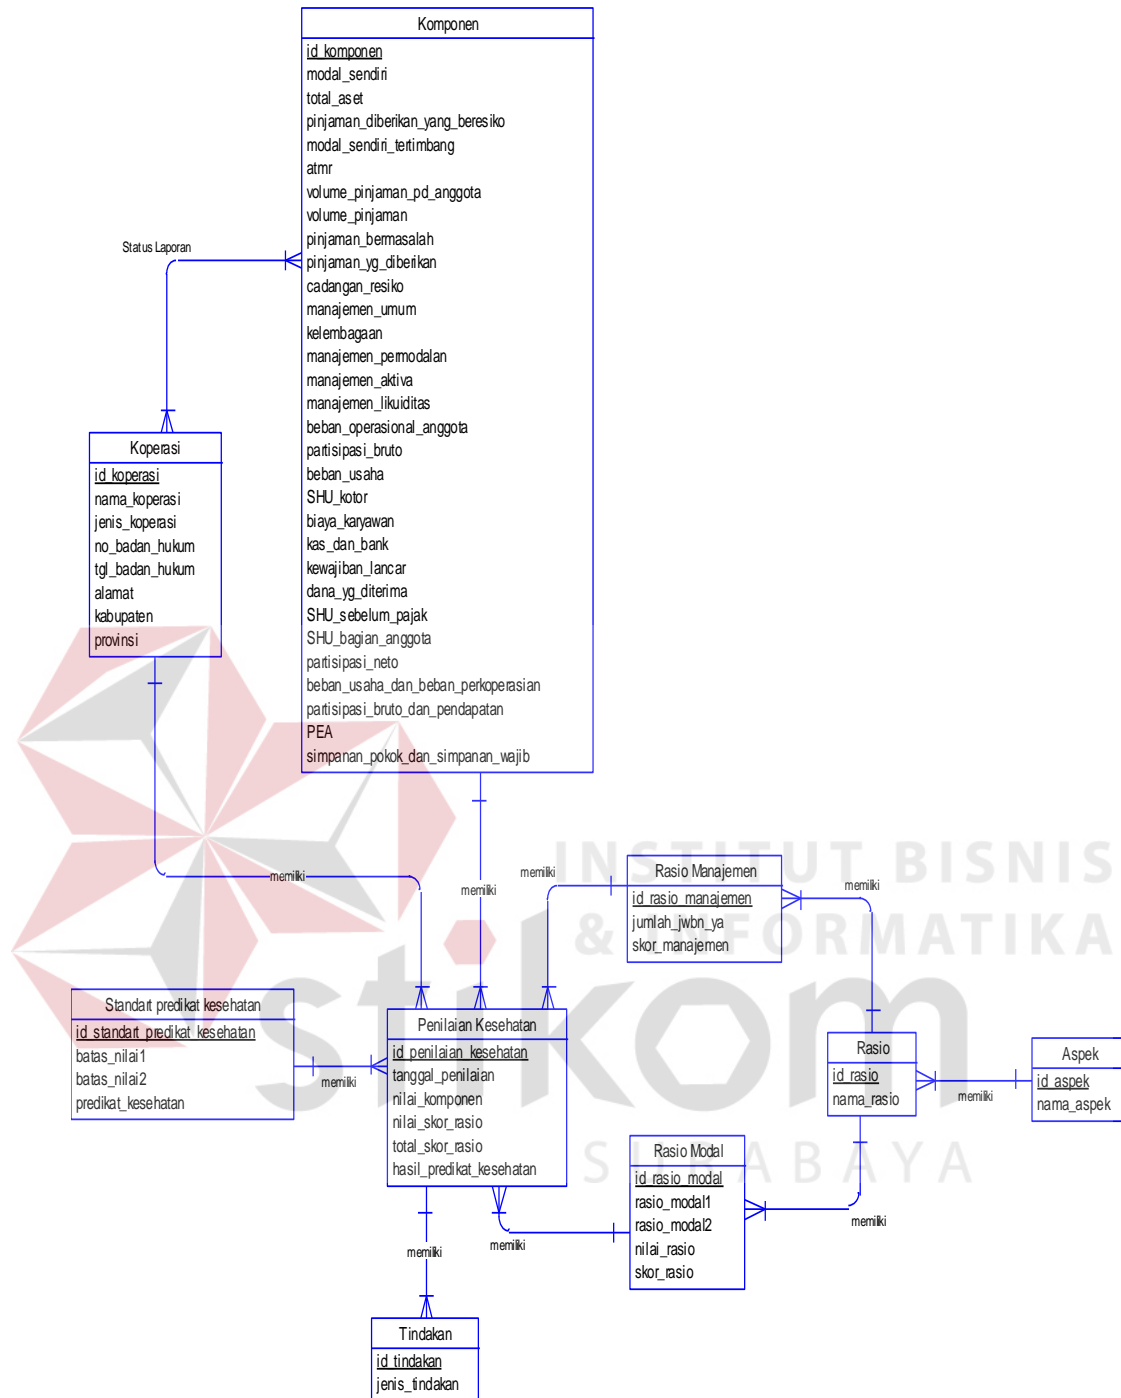 Komponen
id_komponen
modal_sendiri
total_aset
pinjaman_diberikan_yang_beresiko
modal_sendiri_tertimbang
atmr
volume_pinjaman_pd_anggota
volume_pinjaman
pinjaman_bermasalah
pinjaman_yg_diberikan
cadangan_resiko
manajemen_umum
kelembagaan
manajemen_permodalan
manajemen_aktiva
manajemen_likuiditas
beban_operasional_anggota
partisipasi_bruto
beban_usaha
SHU_kotor
biaya_karyawan
kas_dan_bank
kewajiban_lancar
dana_yg_diterima
SHU_sebelum_pajak
SHU_bagian_anggota
partisipasi_neto
beban_usaha_dan_beban_perkoperasian
partisipasi_bruto_dan_pendapatan
PEA
simpanan_pokok_dan_simpanan_wajib
Status Laporan
Koperasi
id_koperasi
nama_koperasi
jenis_koperasi
no_badan_hukum
tgl_badan_hukum
alamat
kabupaten
provinsi
memiliki
memiliki
memiliki
Rasio Manajemen
id_rasio_manajemen
jumlah_jwbn_ya
skor_manajemen
memiliki
INSTITUT BISNIS
& INFORMATIKA
stikom
SURABAYA
Standart predikat kesehatan
id_standart_predikat_kesehatan
batas_nilai1
batas_nilai2
predikat_kesehatan
memiliki
Penilaian Kesehatan
id_penilaian_kesehatan
tanggal_penilaian
nilai_komponen
nilai_skor_rasio
total_skor_rasio
hasil_predikat_kesehatan
Rasio
id_rasio
nama_rasio
memiliki
Aspek
id_aspek
nama_aspek
Rasio Modal
id_rasio_modal
rasio_modal1
rasio_modal2
nilai_rasio
skor_rasio
memiliki
memiliki
memiliki
Tindakan
id_tindakan
jenis_tindakan